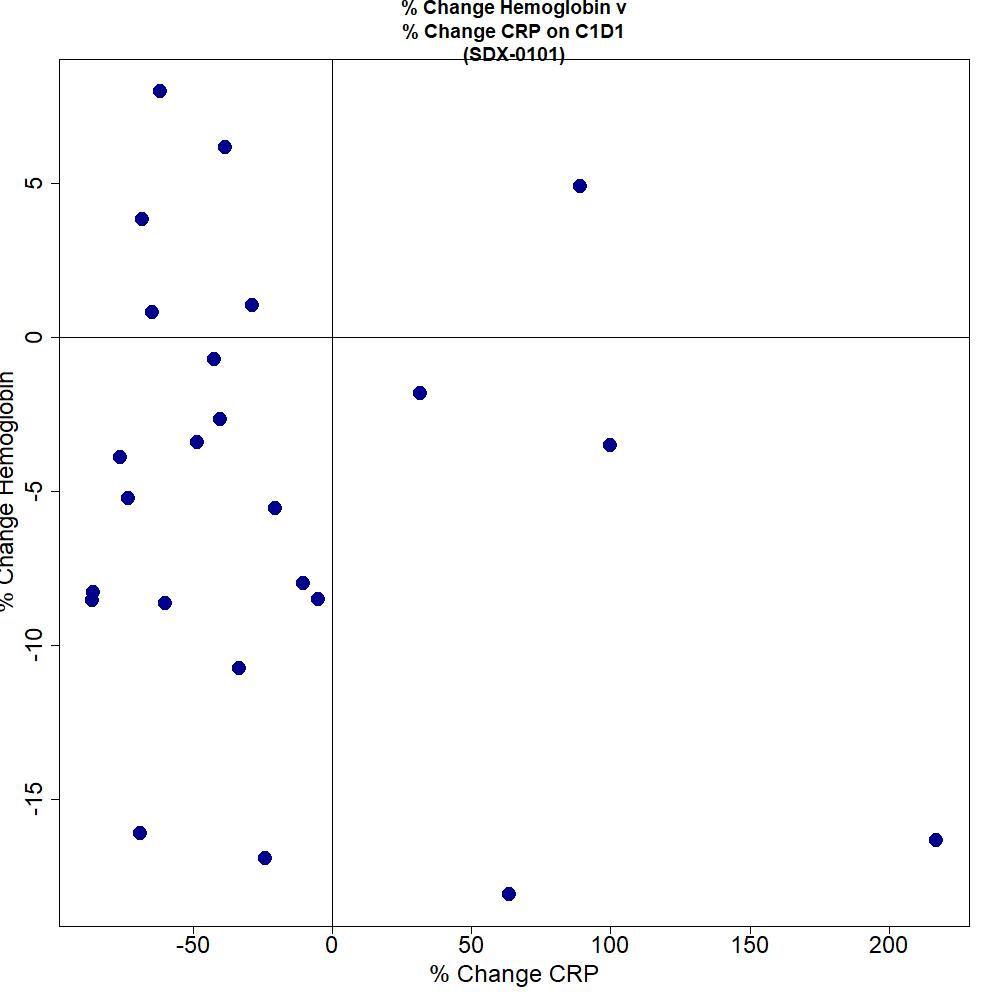 % Change Hemoglobin v
% Change CRP on C1D1
(SDX-0101)
% Change Hemoglobin
5
0
-5
-10
-15
-50 0 50 100 150 200
% Change CRP